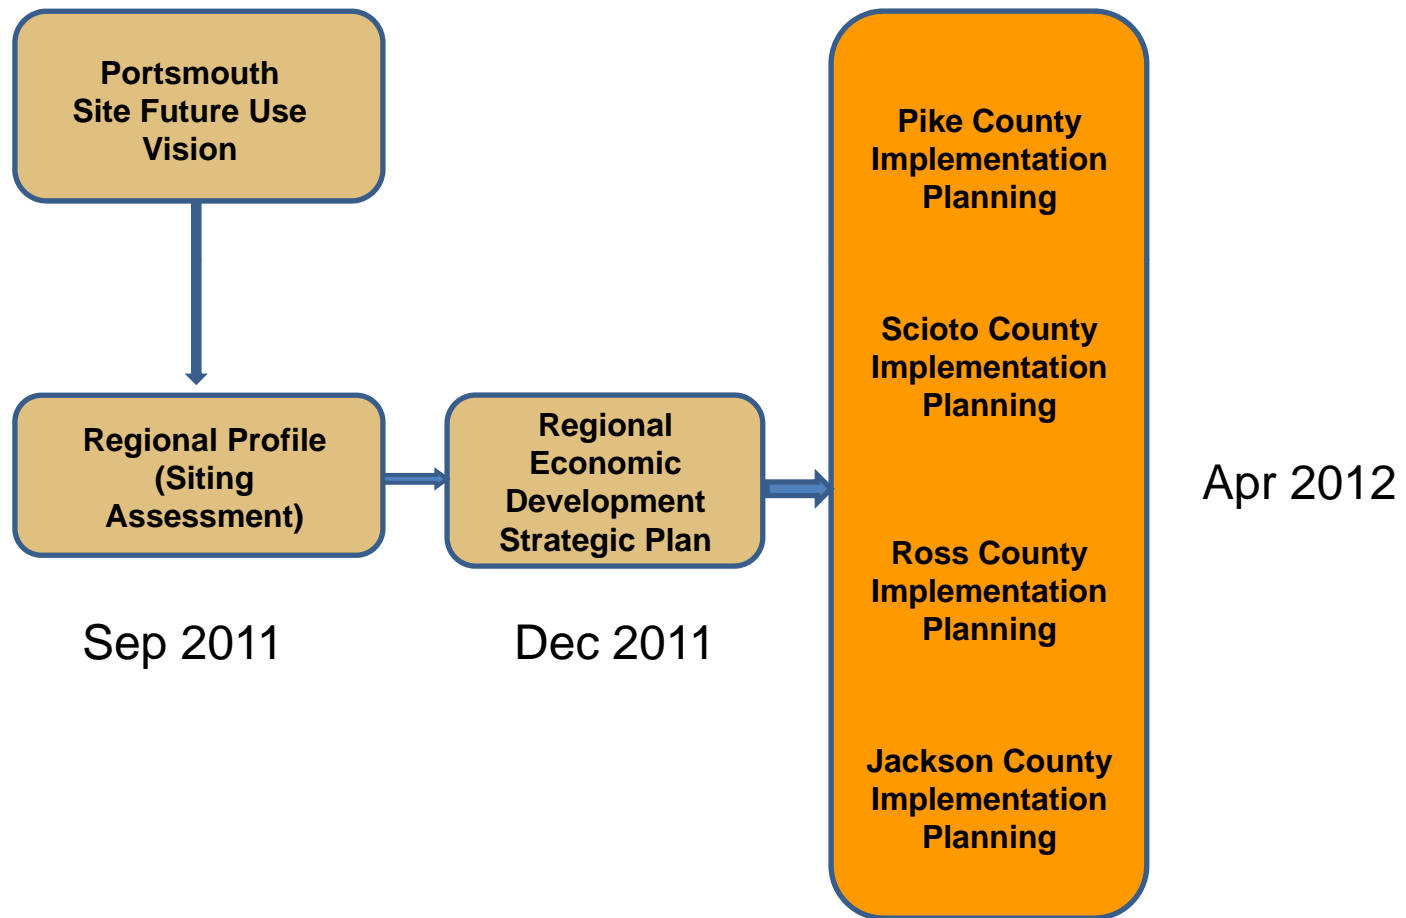 Portsmouth
Site Future Use
Vision
Regional Profile
(Siting
Assessment)
Sep 2011
Regional
Economic
Development
Strategic Plan
Dec 2011
Pike County
Implementation
Planning
Scioto County
Implementation
Planning
Ross County
Implementation
Planning
Jackson County
Implementation
Planning
Apr 2012